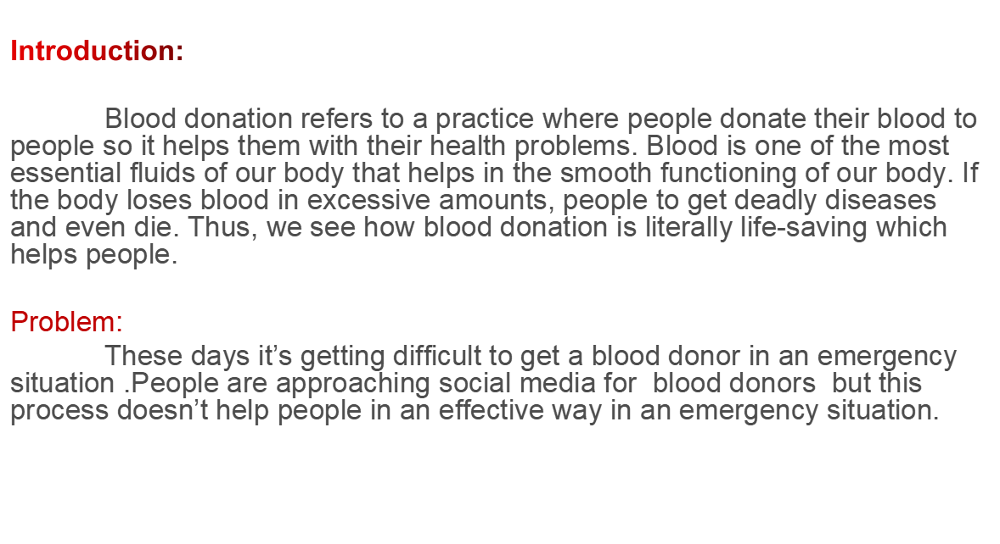 Introduction:
Blood donation refers to a practice where people donate their blood to
people so it helps them with their health problems. Blood is one of the most
essential fluids of our body that helps in the smooth functioning of our body. If
the body loses blood in excessive amounts, people to get deadly diseases
and even die. Thus, we see how blood donation is literally life-saving which
helps people.
Problem:
These days it’s getting difficult to get a blood donor in an emergency
situation .People are approaching social media for  blood donors  but this
process doesn’t help people in an effective way in an emergency situation.